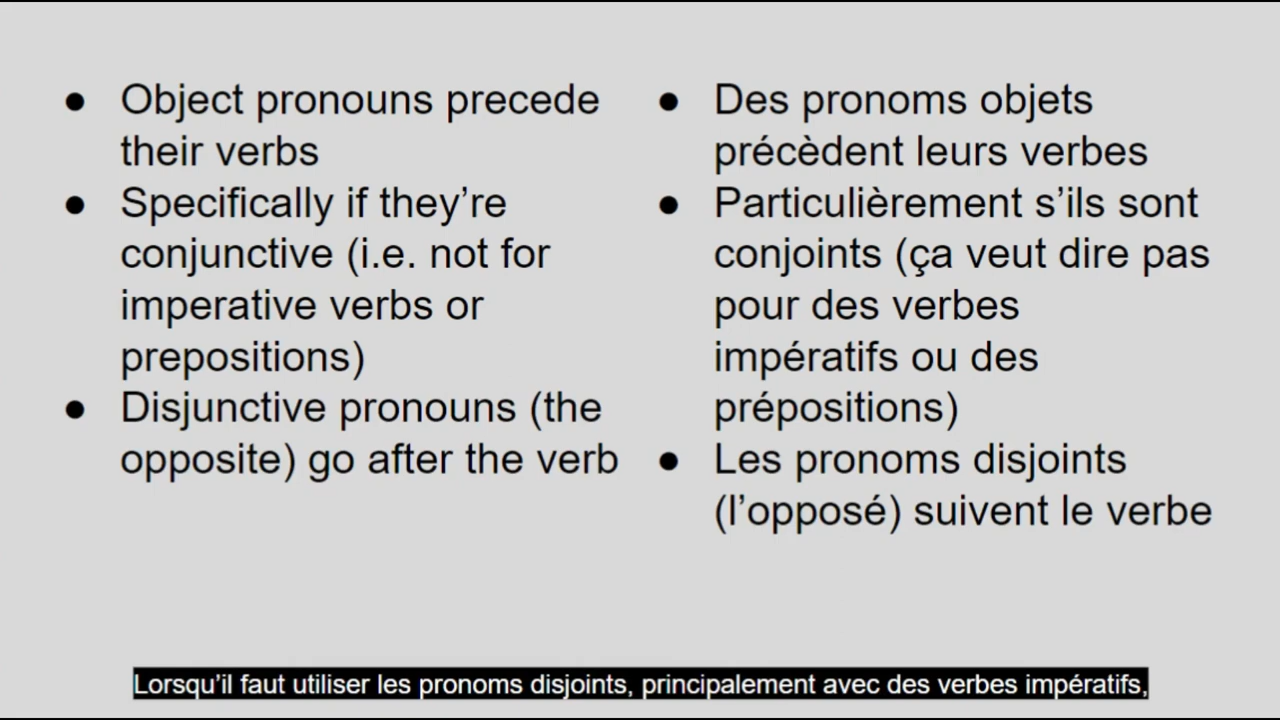 ● Object pronouns precede
their verbs
● Specifically if they’re
conjunctive (i.e. not for
imperative verbs or
prepositions)
● Disjunctive pronouns (the
opposite) go after the verb
● Des pronoms objets
précèdent leurs verbes
● Particulièrement s’ils sont
conjoints (ça veut dire pas
pour des verbes
impératifs ou des
prépositions)
● Les pronoms disjoints
(l’opposé) suivent le verbe
Lorsqu’il faut utiliser les pronoms disjoints, principalement avec des verbes impératifs,